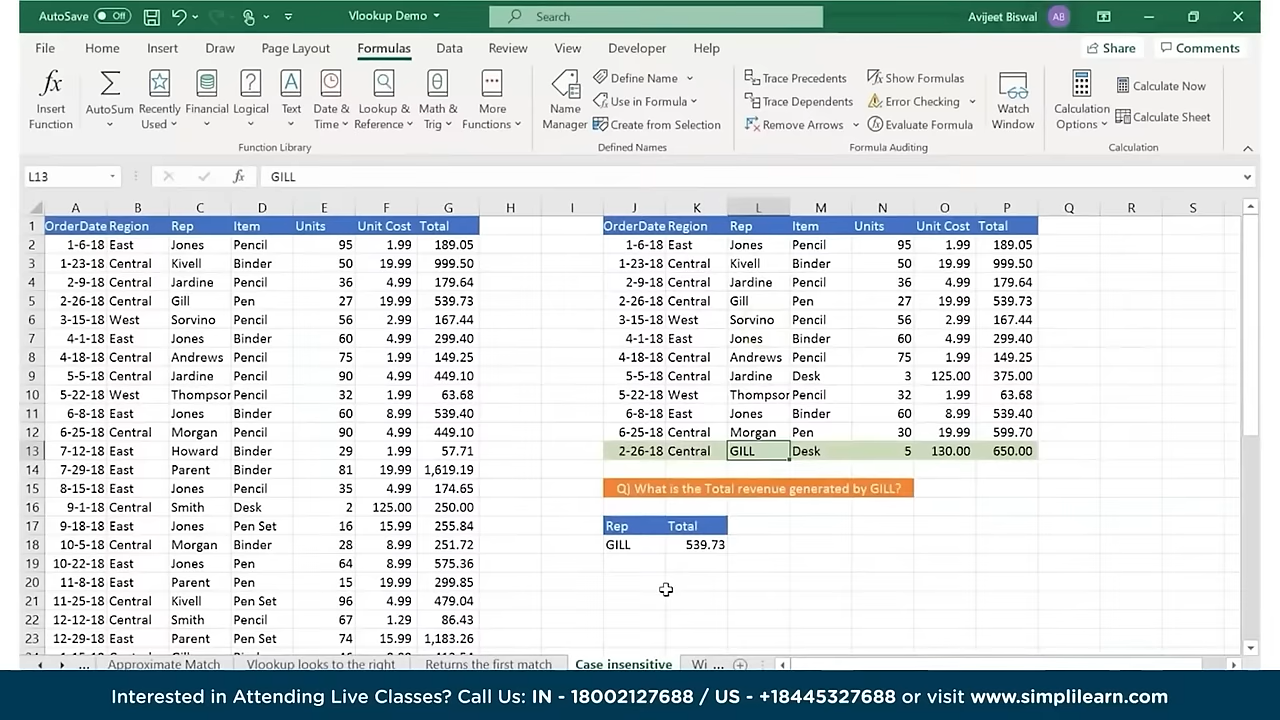 AutoSave Off Vlookup Demo Search Avijeet Biswal AB
File Home Insert Draw Page Layout Formulas Data Review View Developer Help Share Comments
Insert Function
AutoSum
Recently Used
Financial
Logical
Text
Date & Time
Lookup & Reference
Math & Trig
More Functions
Function Library
Name Manager
Define Name
Use in Formula
Create from Selection
Defined Names
Trace Precedents
Trace Dependents
Remove Arrows
Show Formulas
Error Checking
Evaluate Formula
Formula Auditing
Watch Window
Calculation Options
Calculate Now
Calculate Sheet
Calculation
L13 fx GILL
A B C D E F G H I J K L M N O P Q R S
1 OrderDate Region Rep Item Units Unit Cost Total OrderDate Region Rep Item Units Unit Cost Total
2 1-6-18 East Jones Pencil 95 1.99 189.05 1-6-18 East Jones Pencil 95 1.99 189.05
3 1-23-18 Central Kivell Binder 50 19.99 999.50 1-23-18 Central Kivell Binder 50 19.99 999.50
4 2-9-18 Central Jardine Pencil 36 4.99 179.64 2-9-18 Central Jardine Pencil 36 4.99 179.64
5 2-26-18 Central Gill Pen 27 19.99 539.73 2-26-18 Central Gill Pen 27 19.99 539.73
6 3-15-18 West Sorvino Pencil 56 2.99 167.44 3-15-18 West Sorvino Pencil 56 2.99 167.44
7 4-1-18 East Jones Binder 60 4.99 299.40 4-1-18 East Jones Binder 60 4.99 299.40
8 4-18-18 Central Andrews Pencil 75 1.99 149.25 4-18-18 Central Andrews Pencil 75 1.99 149.25
9 5-5-18 Central Jardine Pencil 90 4.99 449.10 5-5-18 Central Jardine Desk 3 125.00 375.00
10 5-22-18 West Thompsor Pencil 32 1.99 63.68 5-22-18 West Thompsor Pencil 32 1.99 63.68
11 6-8-18 East Jones Binder 60 8.99 539.40 6-8-18 East Jones Binder 60 8.99 539.40
12 6-25-18 Central Morgan Pencil 90 4.99 449.10 6-25-18 Central Morgan Pen 30 19.99 599.70
13 7-12-18 East Howard Binder 29 1.99 57.71 2-26-18 Central GILL Desk 5 130.00 650.00
14 7-29-18 East Parent Binder 81 19.99 1,619.19
15 8-15-18 East Jones Pencil 35 4.99 174.65 Q) What is the Total revenue generated by GILL?
16 9-1-18 Central Smith Desk 2 125.00 250.00
17 9-18-18 East Jones Pen Set 16 15.99 255.84 Rep Total
18 10-5-18 Central Morgan Binder 28 8.99 251.72 GILL 539.73
19 10-22-18 East Jones Pen 64 8.99 575.36
20 11-8-18 East Parent Pen 15 19.99 299.85
21 11-25-18 Central Kivell Pen Set 96 4.99 479.04
22 12-12-18 Central Smith Pencil 67 1.29 86.43
23 12-29-18 East Parent Pen Set 74 15.99 1,183.26
... Approximate Match Vlookup looks to the right Returns the first match Case insensitive Wi ...
Interested in Attending Live Classes? Call Us: IN - 18002127688 / US - +18445327688 or visit www.simplilearn.com